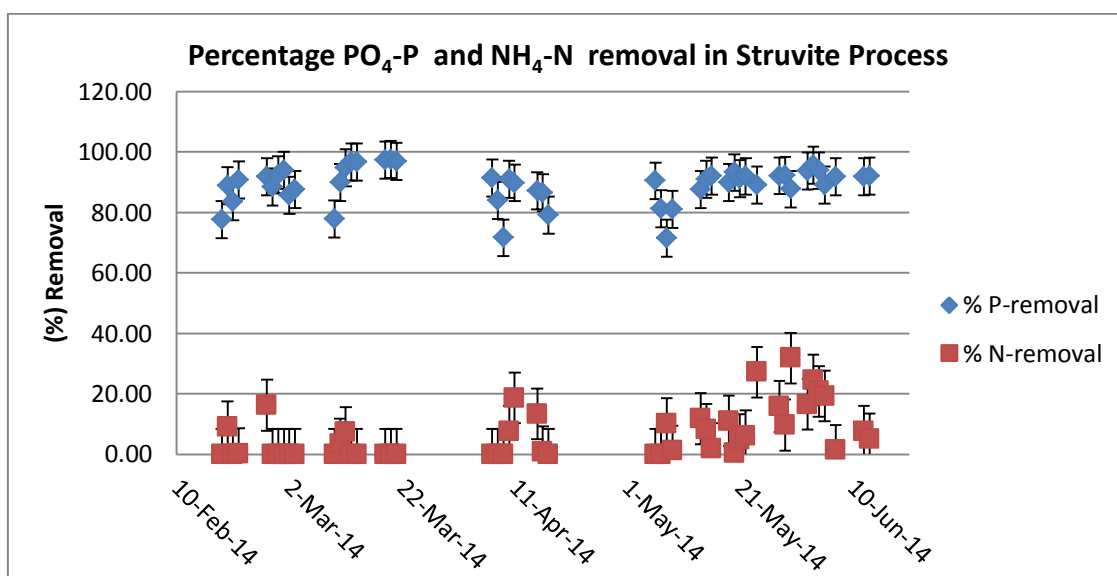 Percentage PO₄-P and NH₄-N removal in Struvite Process
120.00
100.00
80.00
60.00
40.00
20.00
0.00
(%) Removal
10-Feb-14
2-Mar-14
22-Mar-14
11-Apr-14
1-May-14
21-May-14
10-Jun-14
% P-removal
% N-removal